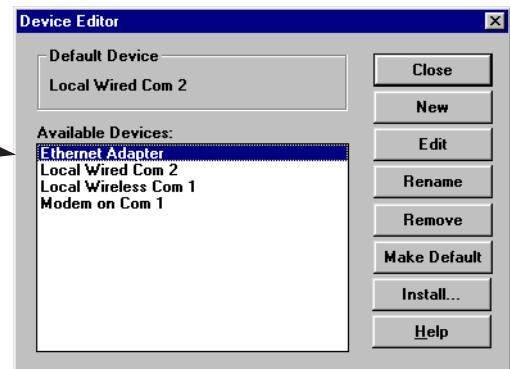 Device Editor
Default Device
Local Wired Com 2
Available Devices:
Ethernet Adapter
Local Wired Com 2
Local Wireless Com 1
Modem on Com 1
Close
New
Edit
Rename
Remove
Make Default
Install...
Help